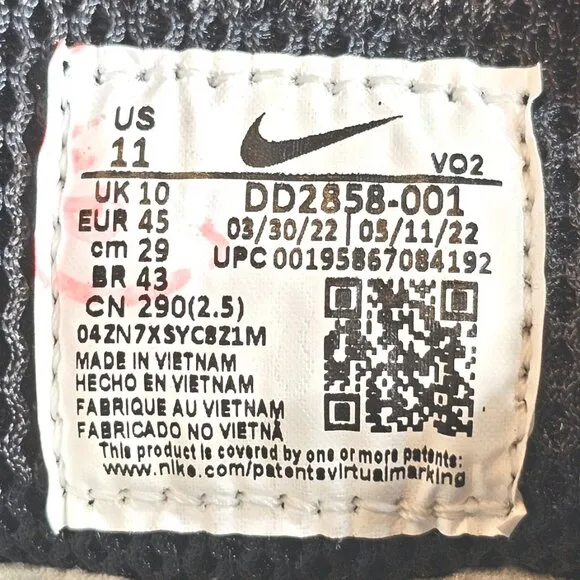 US
11
VO2
UK 10
DD2858-001
EUR 45
03/30/22 | 05/11/22
cm 29
UPC 00195867084192
BR 43
CN 290(2.5)
04ZN7XSYC8Z1M
MADE IN VIETNAM
HECHO EN VIETNAM
FABRIQUE AU VIETNAM
FABRICADO NO VIETNÃ
This product is covered by one or more patents:
www.nike.com/patentsvirtualmarking